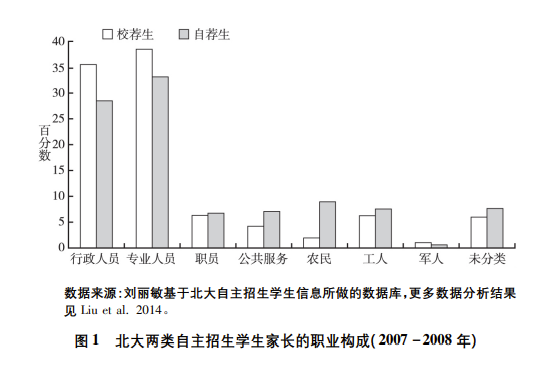 校荐生 自荐生
百分数
40
35
30
25
20
15
10
5
0
行政人员 专业人员 职员 公共服务 农民 工人 军人 未分类
数据来源:刘丽敏基于北大自主招生学生信息所做的数据库,更多数据分析结果
见 Liu et al. 2014。
图1 北大两类自主招生学生家长的职业构成(2007-2008年)